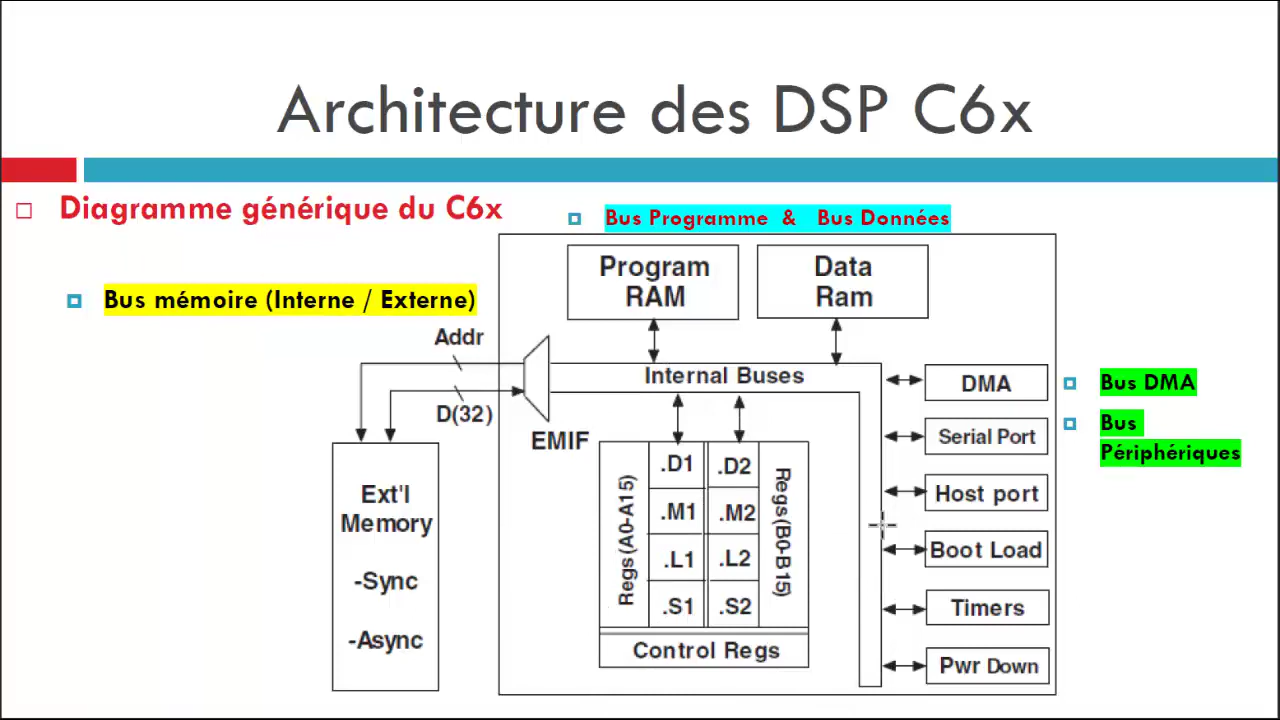 Architecture des DSP C6x
Diagramme générique du C6x
Bus Programme & Bus Données
Bus mémoire (Interne / Externe)
Program
RAM
Data
Ram
Addr
D(32)
EMIF
Internal Buses
Ext'l
Memory
-Sync
-Async
Regs(A0-A15)
.D1
.M1
.L1
.S1
.D2
.M2
.L2
.S2
Regs(B0-B15)
Control Regs
DMA
Serial Port
Host port
Boot Load
Timers
Pwr Down
Bus DMA
Bus
Périphériques